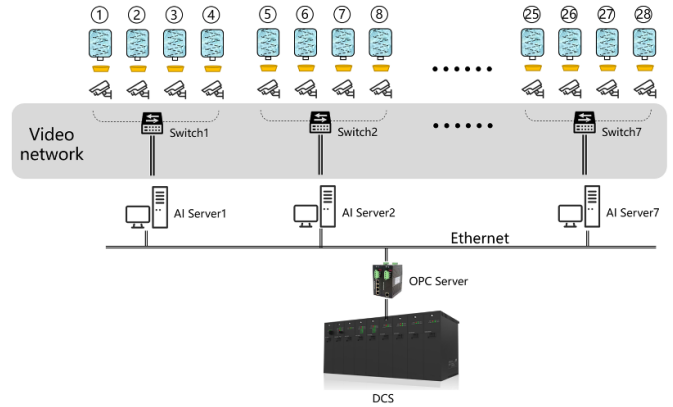 ① ② ③ ④ ⑤ ⑥ ⑦ ⑧ ㉕ ㉖ ㉗ ㉘
Video
network
Switch1
Switch2
Switch7
AI Server1
AI Server2
AI Server7
Ethernet
OPC Server
DCS